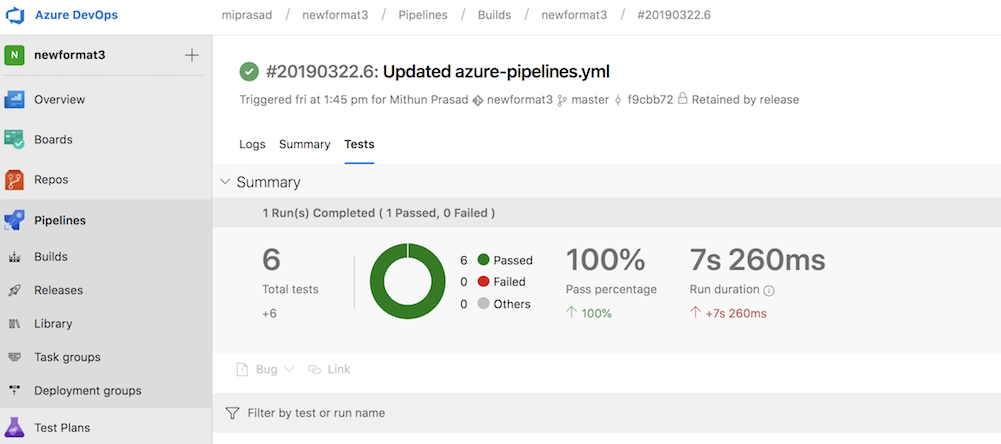 Azure DevOps
miprasad / newformat3 / Pipelines / Builds / newformat3 / #20190322.6
N newformat3
Overview
Boards
Repos
Pipelines
Builds
Releases
Library
Task groups
Deployment groups
Test Plans
#20190322.6: Updated azure-pipelines.yml
Triggered fri at 1:45 pm for Mithun Prasad newformat3 master f9cbb72 Retained by release
Logs Summary Tests
Summary
1 Run(s) Completed ( 1 Passed, 0 Failed )
6
Total tests
+6
6 Passed
0 Failed
0 Others
100%
Pass percentage
100%
7s 260ms
Run duration
+7s 260ms
Bug Link
Filter by test or run name